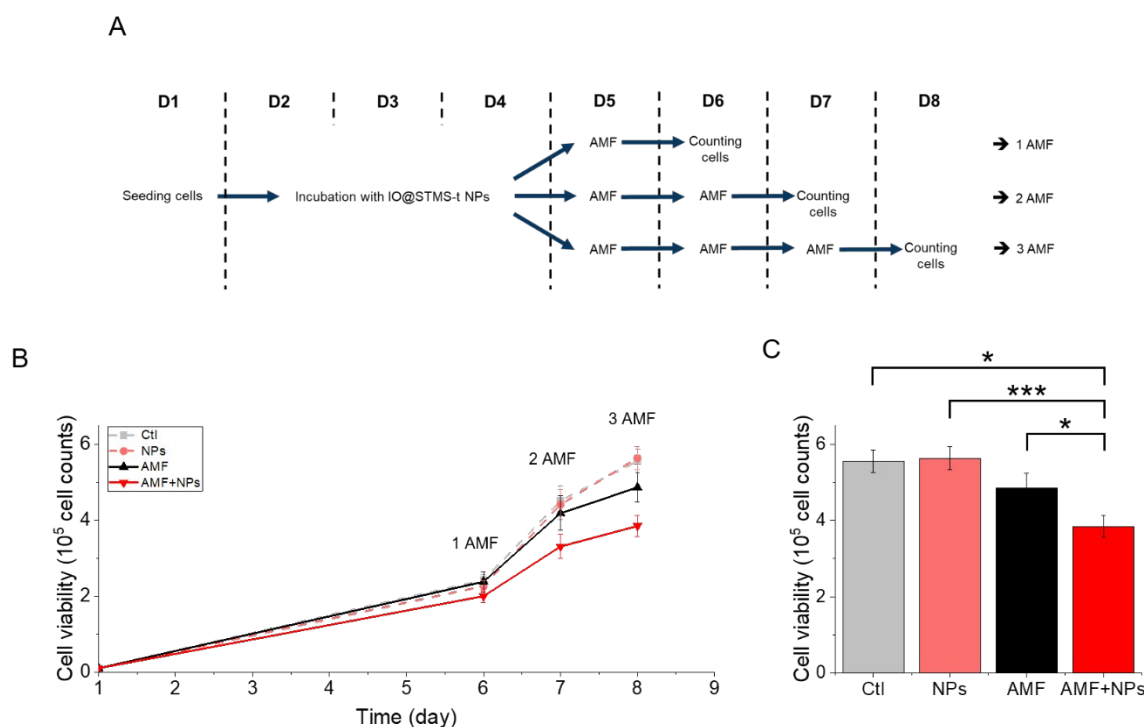 A
D1 D2 D3 D4 D5 D6 D7 D8
AMF Counting cells ➔ 1 AMF
Seeding cells Incubation with IO@STMS-t NPs AMF AMF Counting cells ➔ 2 AMF
AMF AMF AMF Counting cells ➔ 3 AMF
B
Cell viability (10⁵ cell counts)
6
4
2
0
Ctl
NPs
AMF
AMF+NPs
1 AMF
2 AMF
3 AMF
1 2 3 4 5 6 7 8 9
Time (day)
C
*
***
*
Cell viability (10⁵ cell counts)
6
4
2
0
Ctl NPs AMF AMF+NPs